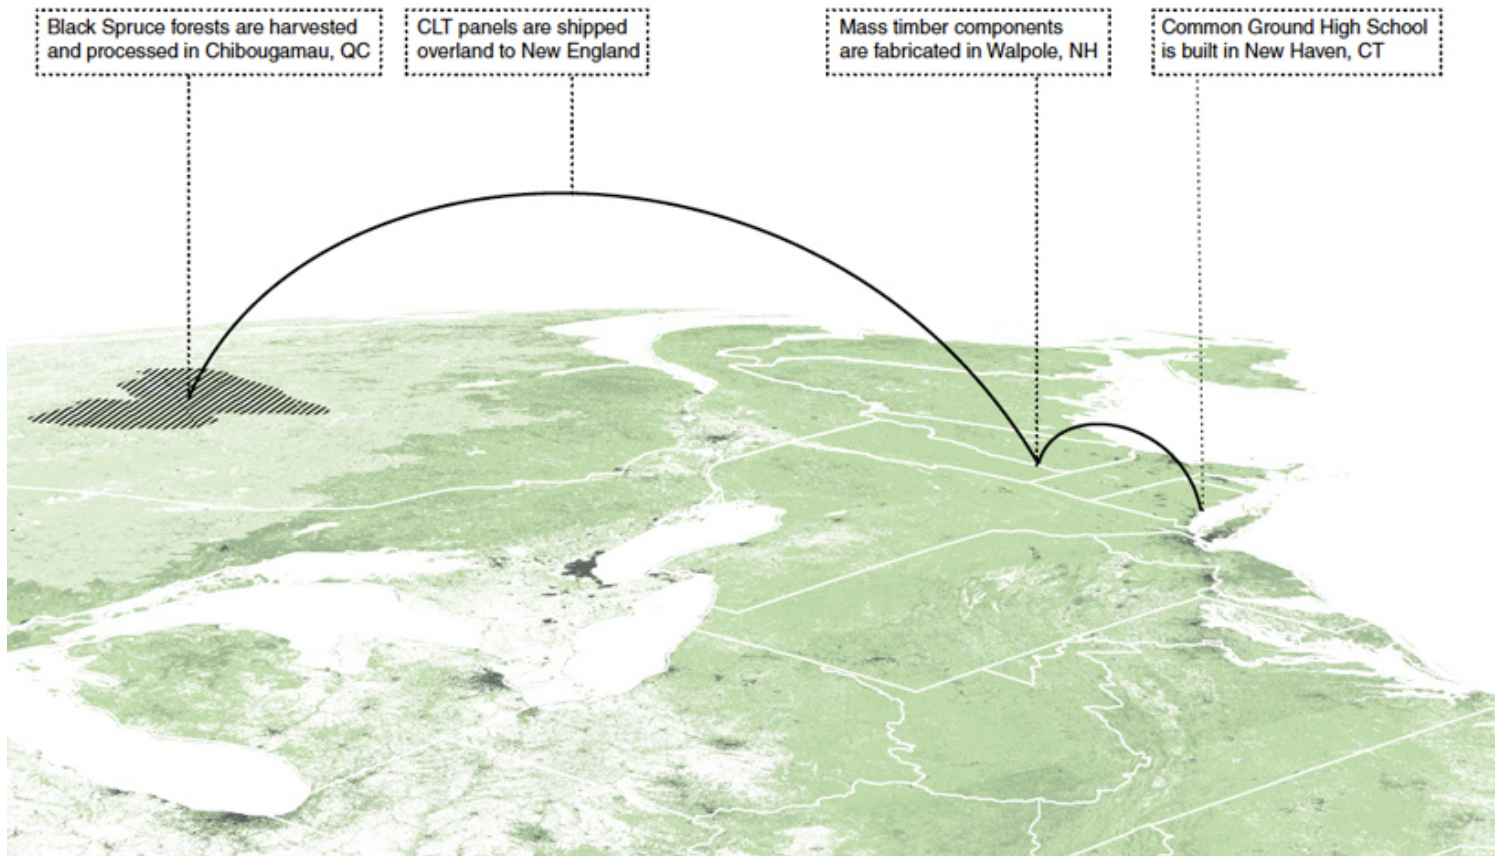 Black Spruce forests are harvested
and processed in Chibougamau, QC
CLT panels are shipped
overland to New England
Mass timber components
are fabricated in Walpole, NH
Common Ground High School
is built in New Haven, CT